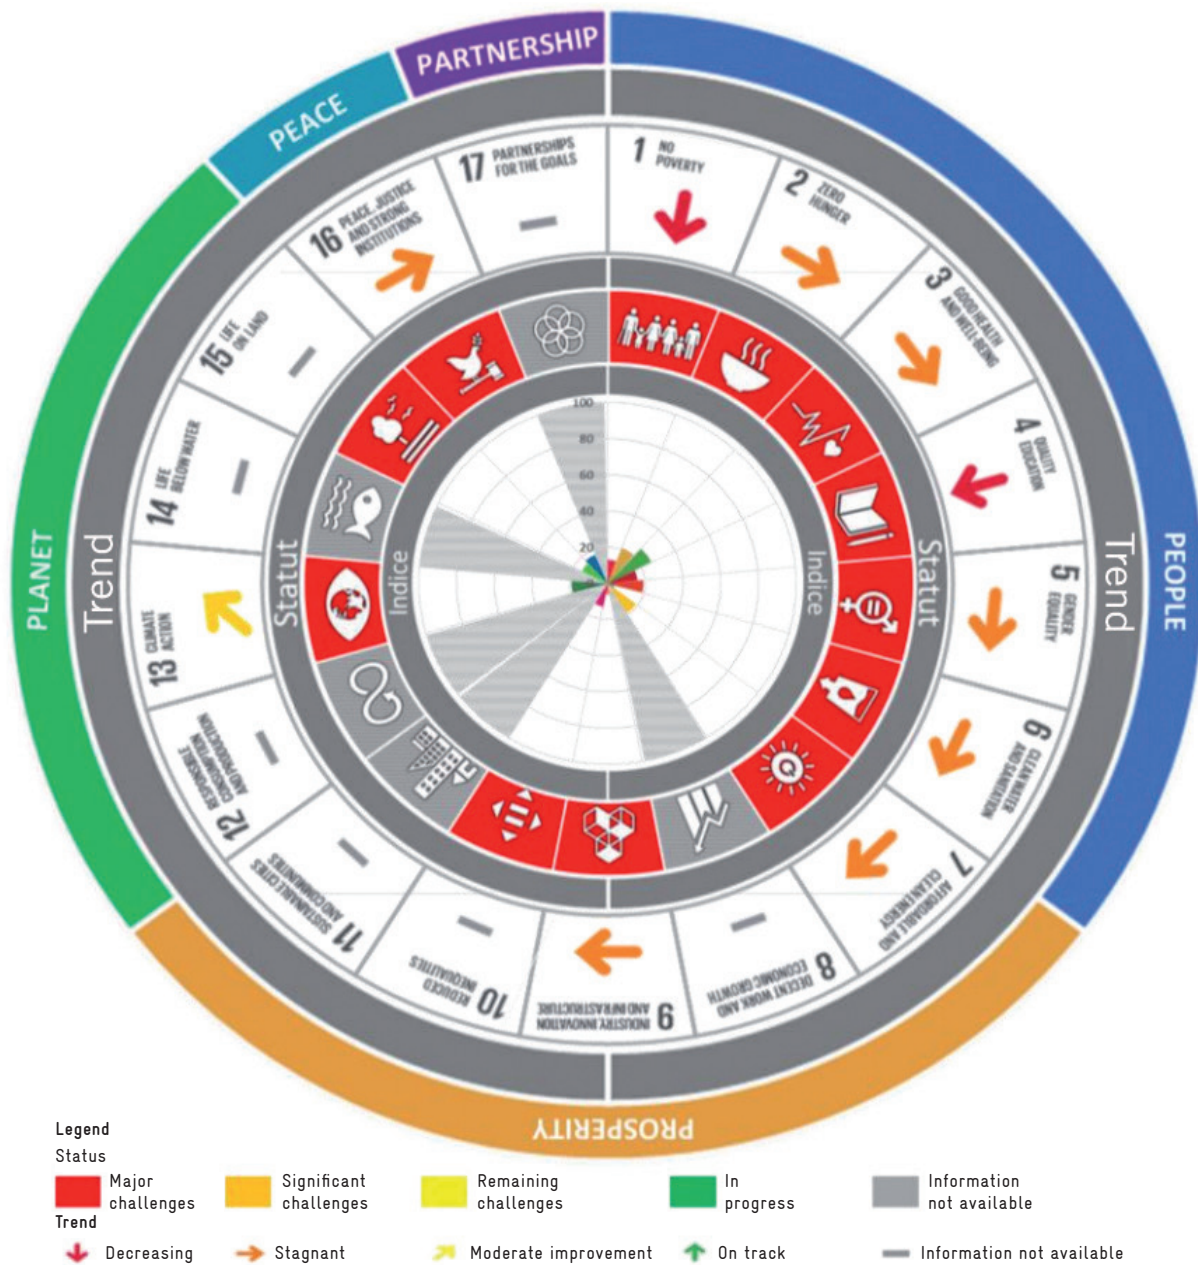 PARTNERSHIP
PEACE
PLANET
PEOPLE
PROSPERITY
Trend
Trend
Statut
Statut
Indice
Indice
1 NO
POVERTY
2 ZERO
HUNGER
3 GOOD HEALTH
AND WELL-BEING
4 QUALITY
EDUCATION
5 GENDER
EQUALITY
6 CLEAN WATER
AND SANITATION
7 AFFORDABLE AND
CLEAN ENERGY
8 DECENT WORK AND
ECONOMIC GROWTH
9 INDUSTRY, INNOVATION
AND INFRASTRUCTURE
10 REDUCED
INEQUALITIES
11 SUSTAINABLE CITIES
AND COMMUNITIES
12 RESPONSIBLE
CONSUMPTION
AND PRODUCTION
13 CLIMATE
ACTION
14 LIFE
BELOW WATER
15 LIFE
ON LAND
16 PEACE, JUSTICE
AND STRONG
INSTITUTIONS
17 PARTNERSHIPS
FOR THE GOALS
100
80
60
40
20
Legend
Status
Major
challenges
Significant
challenges
Remaining
challenges
In
progress
Information
not available
Trend
Decreasing
Stagnant
Moderate improvement
On track
Information not available